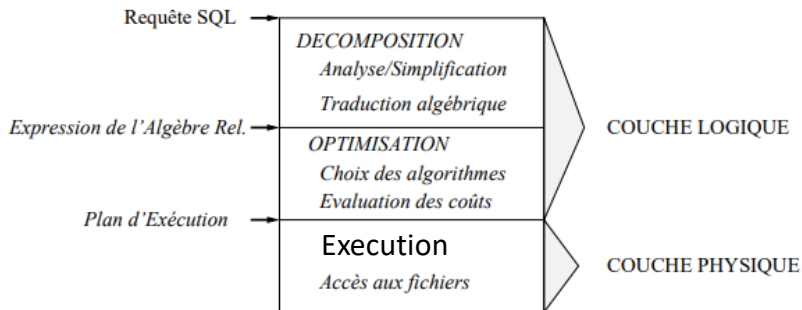 Requête SQL
DECOMPOSITION
Analyse/Simplification
Traduction algébrique
Expression de l'Algèbre Rel.
COUCHE LOGIQUE
OPTIMISATION
Choix des algorithmes
Evaluation des coûts
Plan d'Exécution
Execution
COUCHE PHYSIQUE
Accès aux fichiers